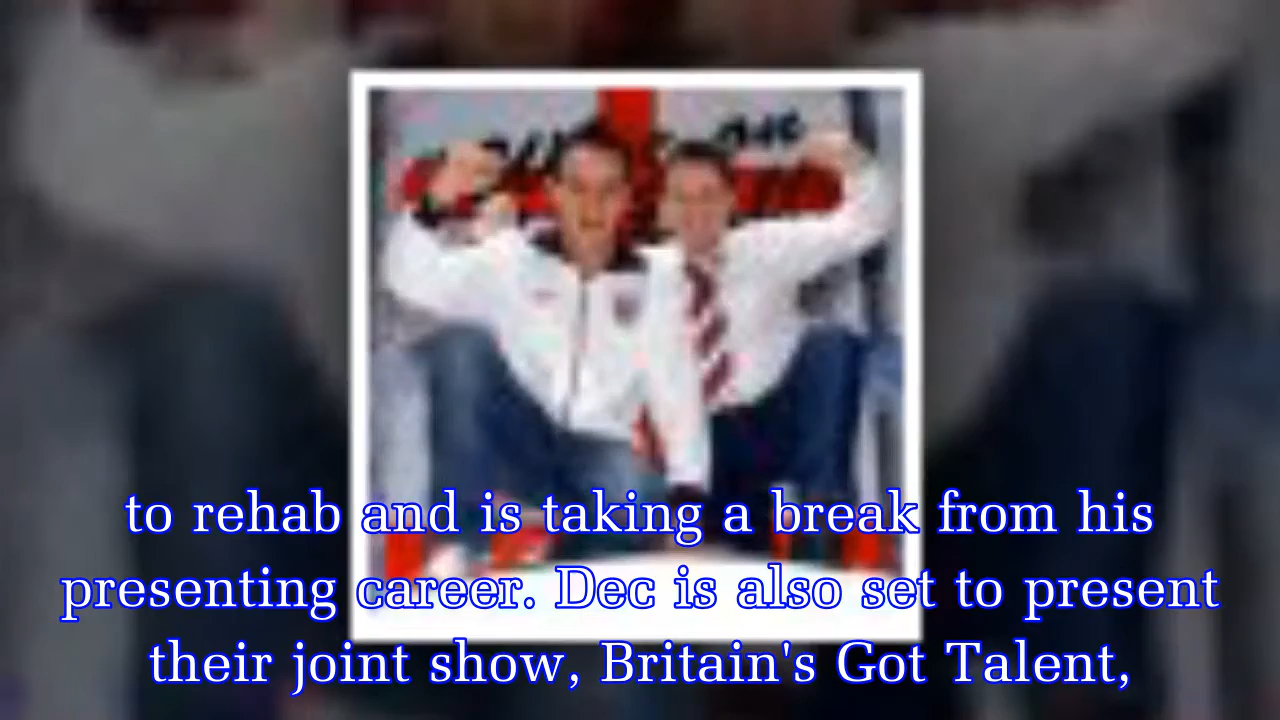 to rehab and is taking a break from his
presenting career. Dec is also set to present
their joint show, Britain's Got Talent,